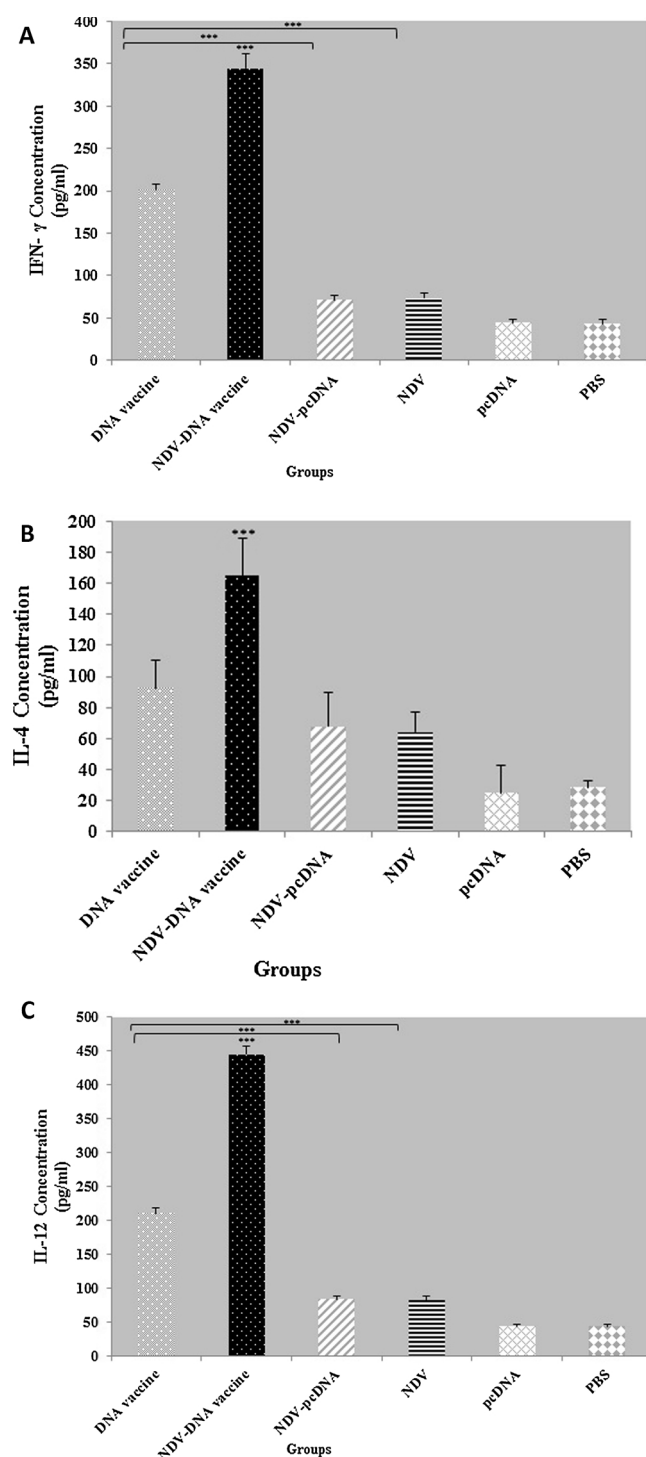 A
***
***
***
400
350
300
250
200
150
100
50
0
IFN- γ Concentration
(pg/ml)
DNA vaccine
NDV-DNA vaccine
NDV-pcDNA
NDV
pcDNA
PBS
Groups
B
***
200
180
160
140
120
100
80
60
40
20
0
IL-4 Concentration
(pg/ml)
DNA vaccine
NDV-DNA vaccine
NDV-pcDNA
NDV
pcDNA
PBS
Groups
C
***
***
***
500
450
400
350
300
250
200
150
100
50
0
IL-12 Concentration
(pg/ml)
DNA vaccine
NDV-DNA vaccine
NDV-pcDNA
NDV
pcDNA
PBS
Groups